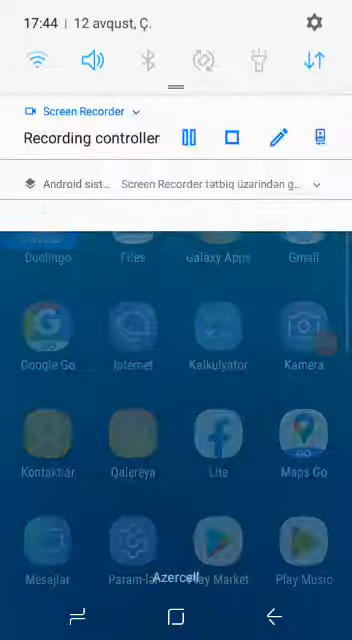 17:44 | 12 avqust, Ç.
Screen Recorder
Recording controller
Android sist... Screen Recorder tətbiq üzərindən g...
Duolingo Files Galaxy Apps Gmail
Google Go Internet Kalkulyator Kamera
Kontaktlar Qalereya Lite Maps Go
Azercell
Mesajlar Param-lar Play Market Play Music